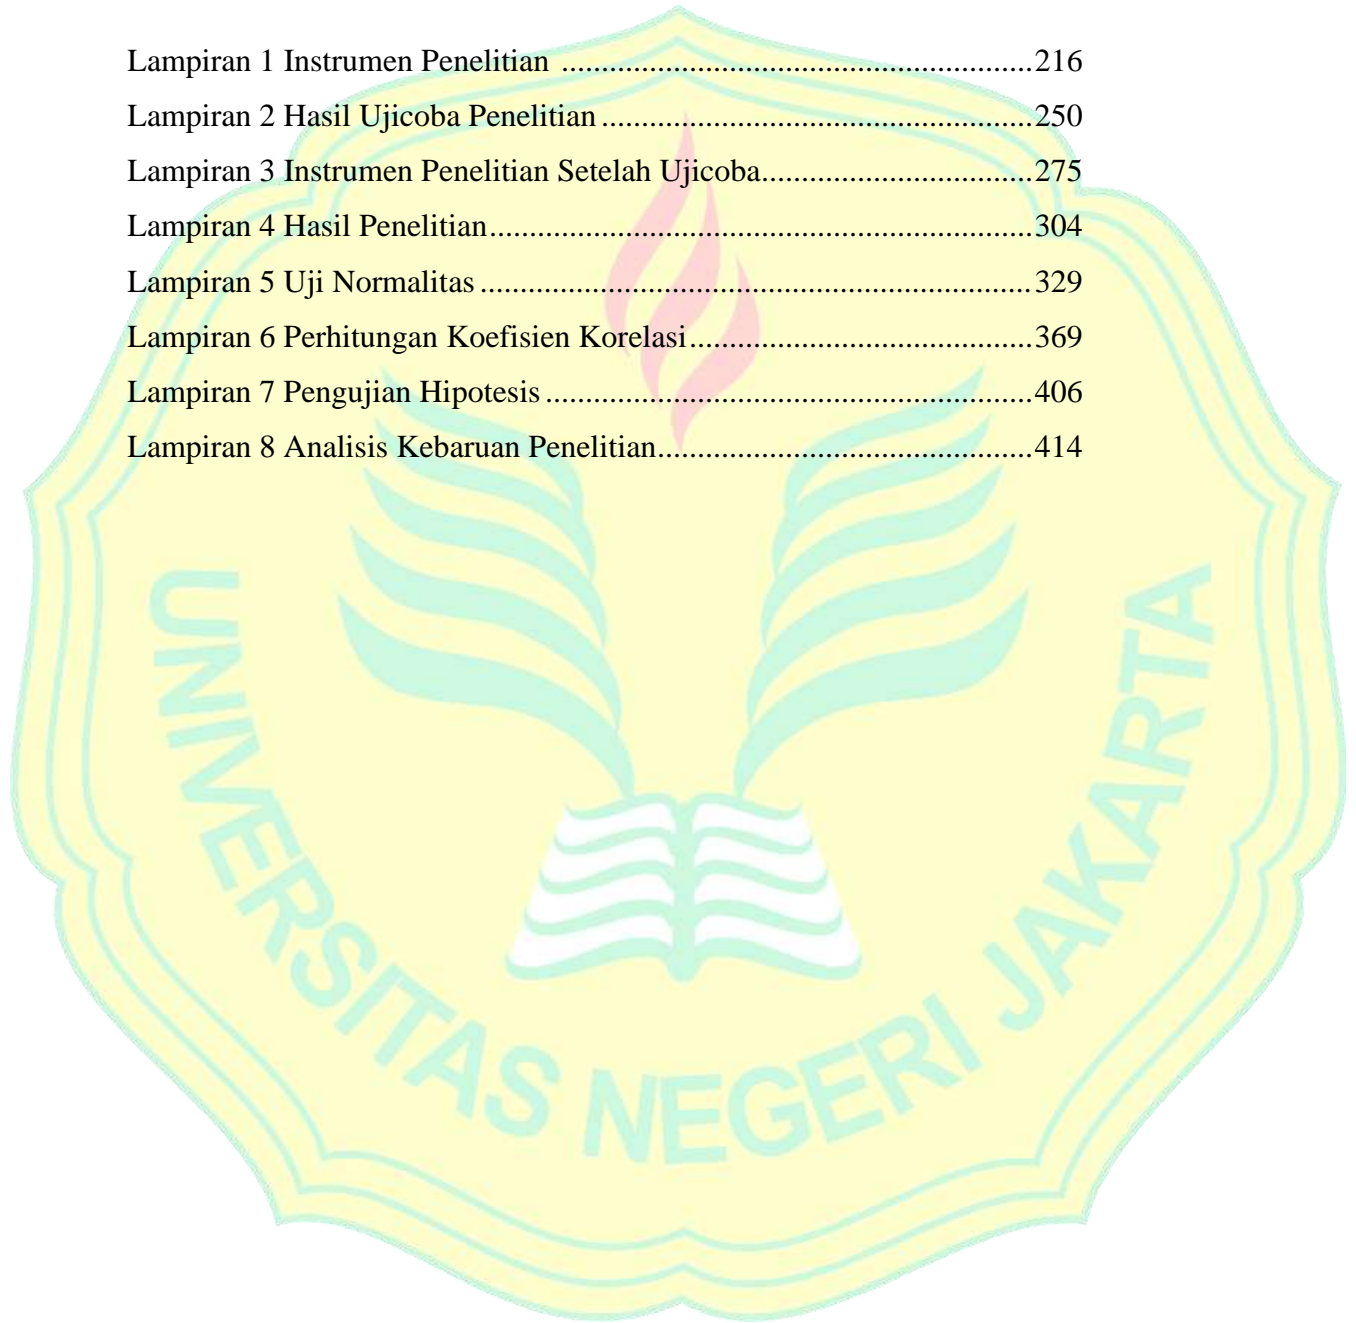 Lampiran 1 Instrumen Penelitian ...........................................................216
Lampiran 2 Hasil Ujicoba Penelitian ......................................................250
Lampiran 3 Instrumen Penelitian Setelah Ujicoba..................................275
Lampiran 4 Hasil Penelitian....................................................................304
Lampiran 5 Uji Normalitas .....................................................................329
Lampiran 6 Perhitungan Koefisien Korelasi...........................................369
Lampiran 7 Pengujian Hipotesis .............................................................406
Lampiran 8 Analisis Kebaruan Penelitian...............................................414
UNIVERSITAS NEGERI JAKARTA